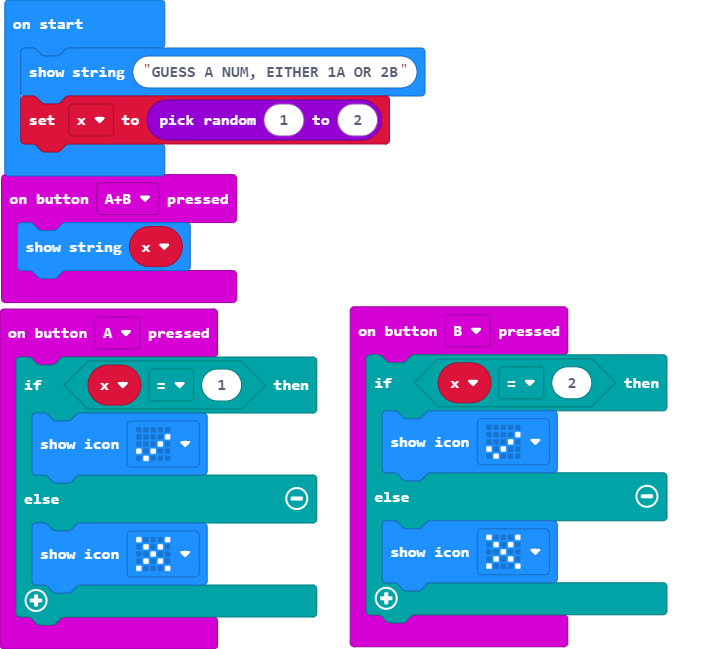 on start
show string "GUESS A NUM, EITHER 1A OR 2B"
set x to pick random 1 to 2
on button A+B pressed
show string x
on button A pressed
if x = 1 then
show icon
else
show icon
on button B pressed
if x = 2 then
show icon
else
show icon